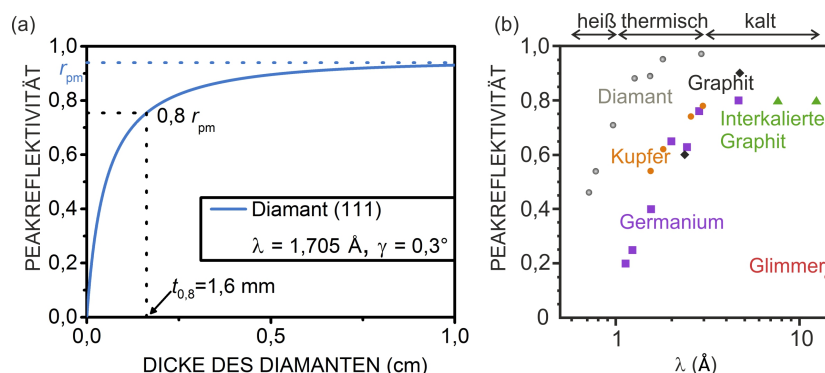 (a)
1,0
0,8
0,6
0,4
0,2
0,0
PEAKREFLEKTIVITÄT
rpm
0,8 rpm
Diamant (111)
λ = 1,705 Å, γ = 0,3°
t0,8=1,6 mm
0,0
0,5
1,0
DICKE DES DIAMANTEN (cm)
(b)
heiß thermisch kalt
1,0
0,8
0,6
0,4
0,2
0
PEAKREFLEKTIVITÄT
Diamant
Graphit
Interkalierter
Graphit
Kupfer
Germanium
Glimmer
1
10
λ (Å)